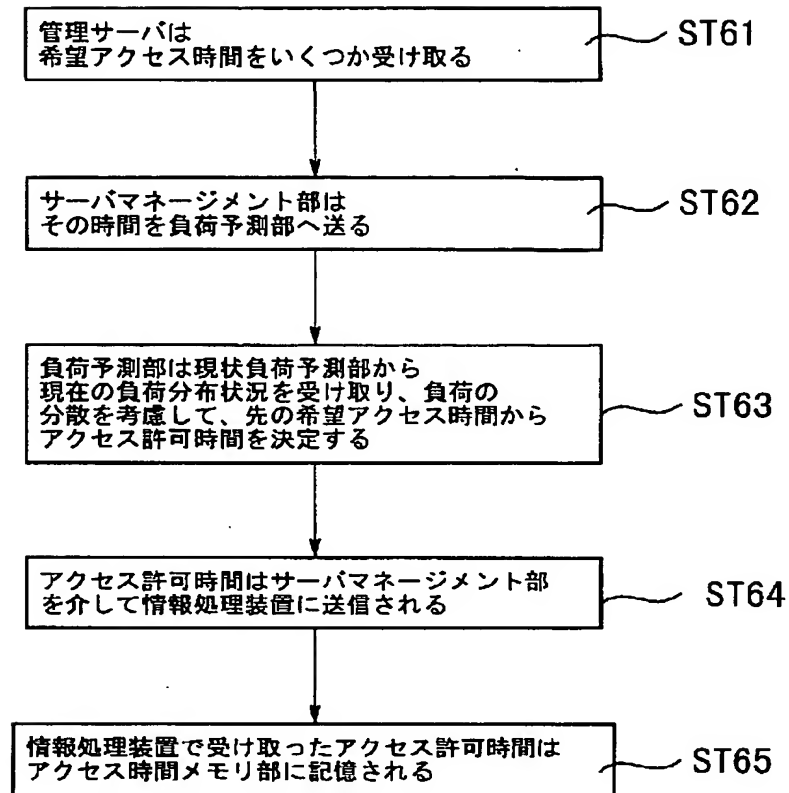 管理サーバは
希望アクセス時間をいくつか受け取る
ST61
サーバマネージメント部は
その時間を負荷予測部へ送る
ST62
負荷予測部は現状負荷予測部から
現在の負荷分布状況を受け取り、負荷の
分散を考慮して、先の希望アクセス時間から
アクセス許可時間を決定する
ST63
アクセス許可時間はサーバマネージメント部
を介して情報処理装置に送信される
ST64
情報処理装置で受け取ったアクセス許可時間は
アクセス時間メモリ部に記憶される
ST65